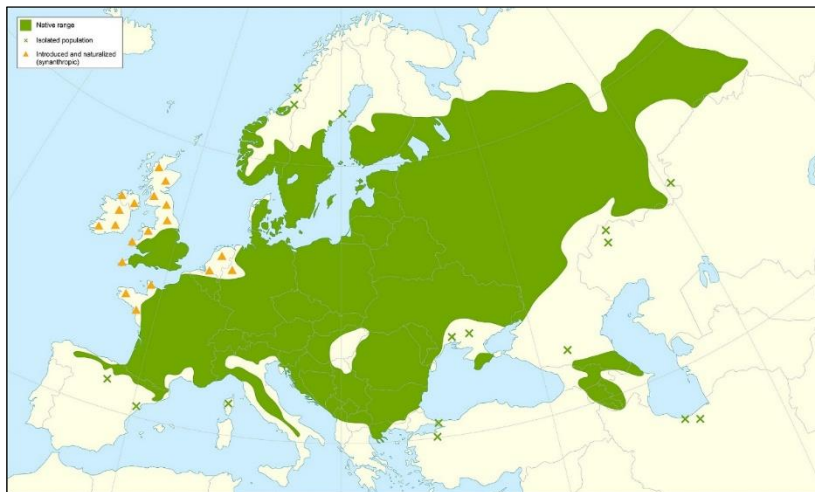 Native range
Isolated population
Introduced and naturalized
(synanthropic)